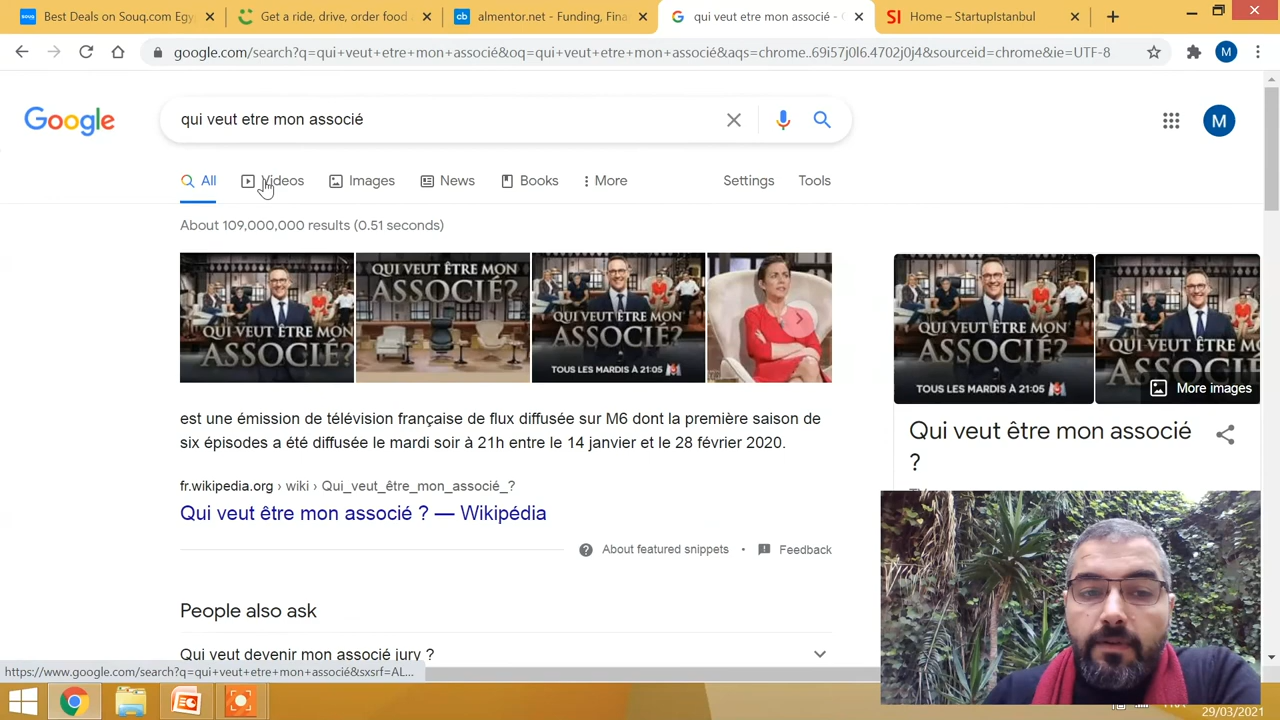 Best Deals on Souq.com Egy
Get a ride, drive, order food
almentor.net - Funding, Fina
qui veut etre mon associé -
Home – StartupIstanbul
google.com/search?q=qui+veut+etre+mon+associé&oq=qui+veut+etre+mon+associé&aqs=chrome..69i57j0l6.4702j0j4&sourceid=chrome&ie=UTF-8
M
Google
qui veut etre mon associé
M
All
Videos
Images
News
Books
More
Settings
Tools
About 109,000,000 results (0.51 seconds)
QUI VEUT ÊTRE MON
ASSOCIÉ?
QUI VEUT ÊTRE MON
ASSOCIÉ?
QUI VEUT ÊTRE MON
ASSOCIÉ?
TOUS LES MARDIS À 21:05
QUI VEUT ÊTRE MON
ASSOCIÉ?
TOUS LES MARDIS À 21:05
More images
est une émission de télévision française de flux diffusée sur M6 dont la première saison de
six épisodes a été diffusée le mardi soir à 21h entre le 14 janvier et le 28 février 2020.
Qui veut être mon associé
?
fr.wikipedia.org › wiki › Qui_veut_être_mon_associé_?
Qui veut être mon associé ? — Wikipédia
About featured snippets
•
Feedback
People also ask
Qui veut devenir mon associé jury ?
https://www.google.com/search?q=qui+veut+etre+mon+associé&sxsrf=AL...
29/03/2021